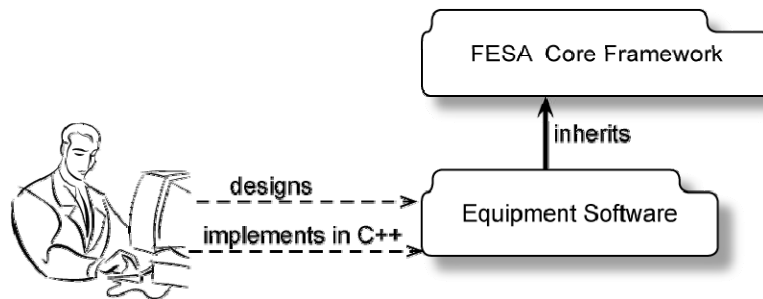 FESA Core Framework
inherits
designs
Equipment Software
implements in C++